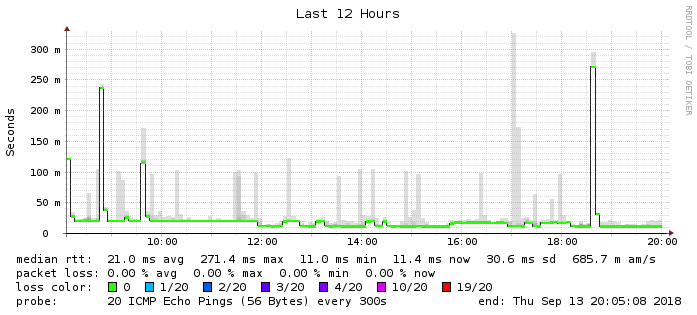 Last 12 Hours
RRDTOOL / TOBI OETIKER
Seconds
300 m
250 m
200 m
150 m
100 m
50 m
0
10:00 12:00 14:00 16:00 18:00 20:00
median rtt: 21.0 ms avg 271.4 ms max 11.0 ms min 11.4 ms now 30.6 ms sd 685.7 m am/s
packet loss: 0.00 % avg 0.00 % max 0.00 % min 0.00 % now
loss color: 0 1/20 2/20 3/20 4/20 10/20 19/20
probe: 20 ICMP Echo Pings (56 Bytes) every 300s end: Thu Sep 13 20:05:08 2018